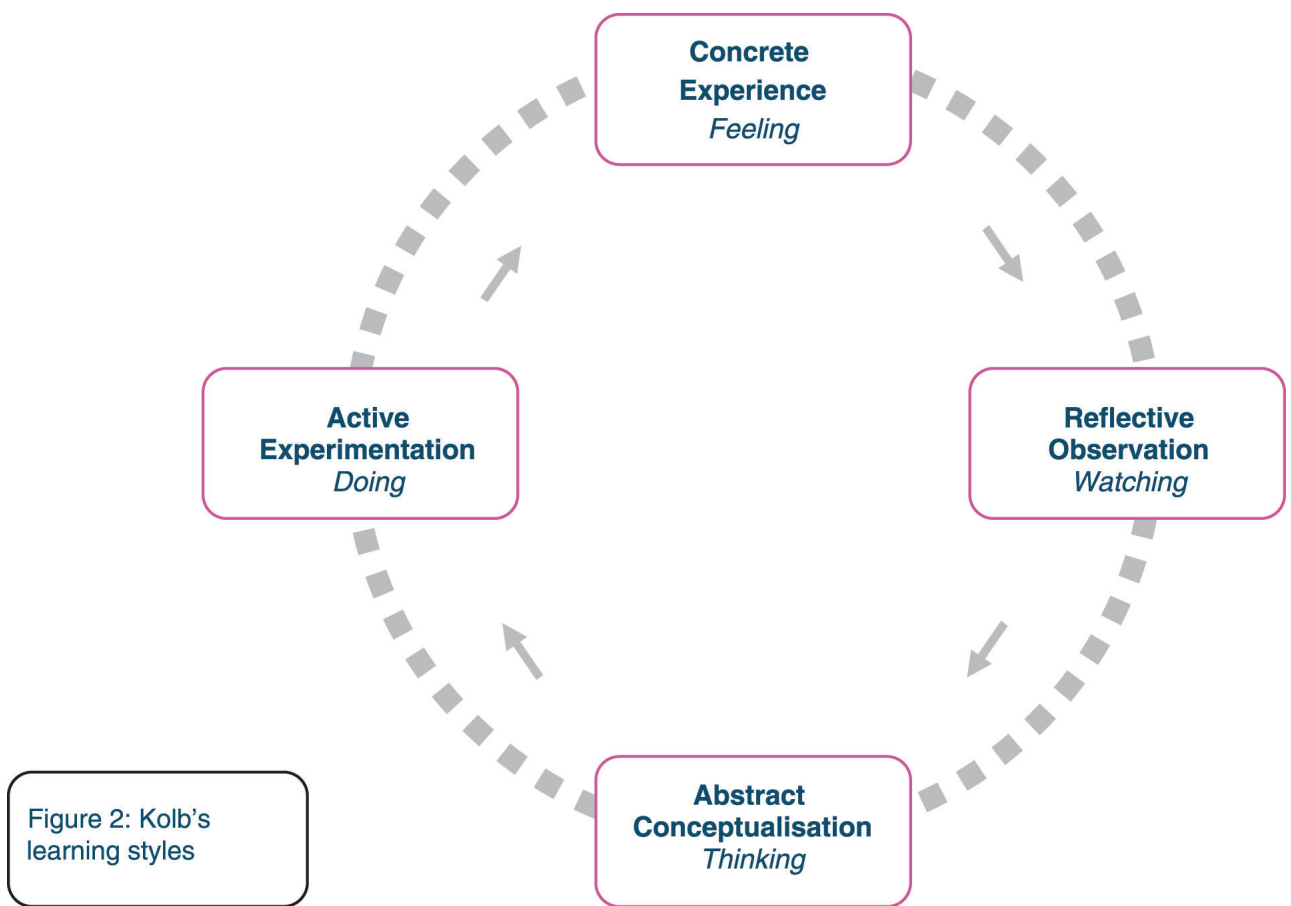 Concrete
Experience
Feeling
Active
Experimentation
Doing
Reflective
Observation
Watching
Abstract
Conceptualisation
Thinking
Figure 2: Kolb's
learning styles